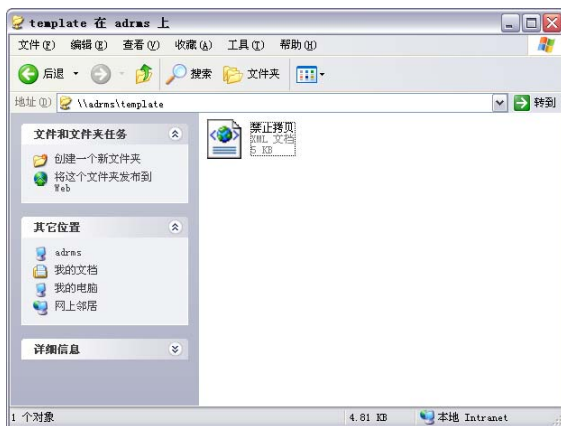 template 在 adrms 上
文件(F) 编辑(E) 查看(V) 收藏(A) 工具(T) 帮助(H)
后退 搜索 文件夹
地址(D) \\adrms\template 转到
文件和文件夹任务
创建一个新文件夹
将这个文件夹发布到
Web
其它位置
adrms
我的文档
我的电脑
网上邻居
详细信息
禁止拷贝
XML 文档
5 KB
1 个对象 4.81 KB 本地 Intranet